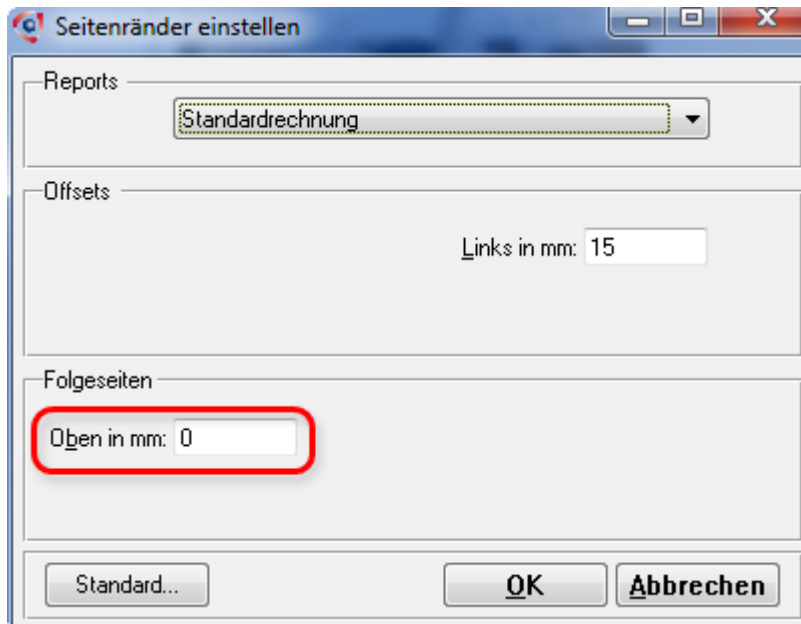 Seitenränder einstellen
Reports
Standardrechnung
Offsets
Links in mm: 15
Folgeseiten
Oben in mm: 0
Standard... OK Abbrechen